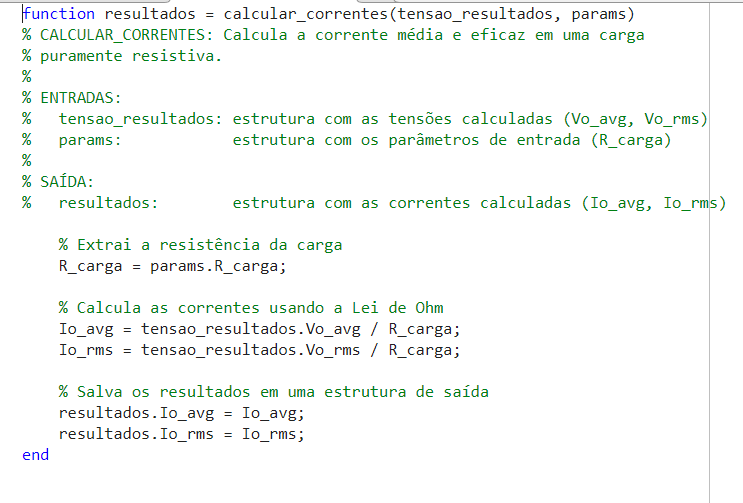 function resultados = calcular_correntes(tensao_resultados, params)
% CALCULAR_CORRENTES: Calcula a corrente média e eficaz em uma carga
% puramente resistiva.
%
% ENTRADAS:
%   tensao_resultados: estrutura com as tensões calculadas (Vo_avg, Vo_rms)
%   params:            estrutura com os parâmetros de entrada (R_carga)
%
% SAÍDA:
%   resultados:        estrutura com as correntes calculadas (Io_avg, Io_rms)

    % Extrai a resistência da carga
    R_carga = params.R_carga;

    % Calcula as correntes usando a Lei de Ohm
    Io_avg = tensao_resultados.Vo_avg / R_carga;
    Io_rms = tensao_resultados.Vo_rms / R_carga;

    % Salva os resultados em uma estrutura de saída
    resultados.Io_avg = Io_avg;
    resultados.Io_rms = Io_rms;
end